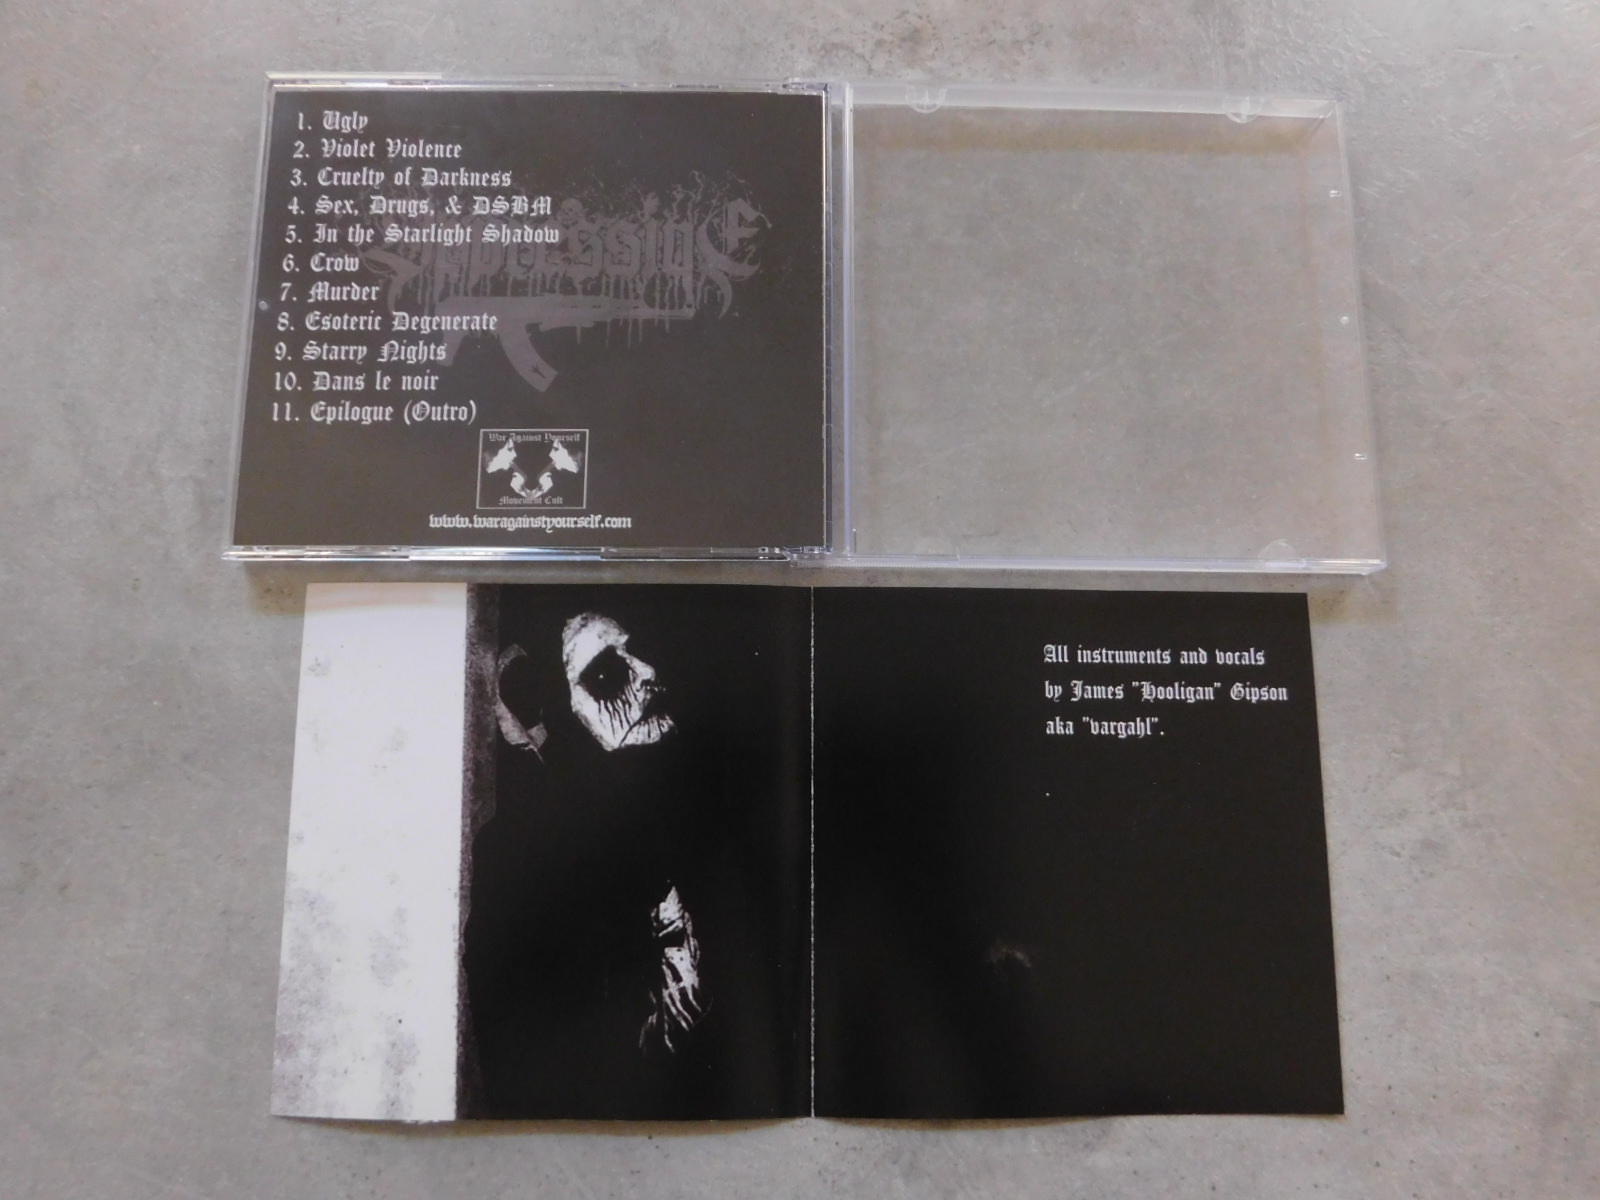 1. Ugly
2. Violet Violence
3. Cruelty of Darkness
4. Sex, Drugs, & DSBM
5. In the Starlight Shadow
6. Crow
7. Murder
8. Esoteric Degenerate
9. Starry Nights
10. Dans le noir
11. Epilogue (Outro)
War Against Yourself
Movement Cult
www.waragainstyourself.com
All instruments and vocals
by James "Hooligan" Gipson
aka "vargahl".